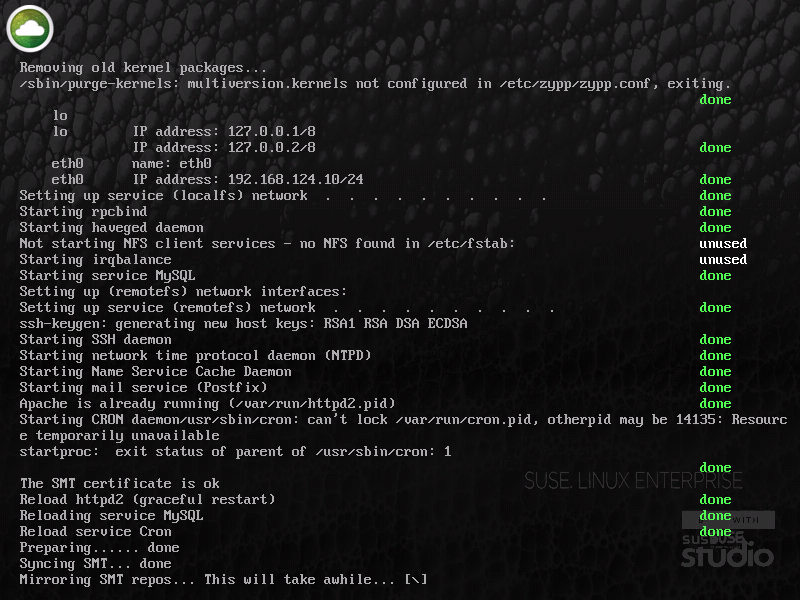 Removing old kernel packages...
/sbin/purge-kernels: multiversion.kernels not configured in /etc/zypp/zypp.conf, exiting.
done
lo
lo IP address: 127.0.0.1/8
IP address: 127.0.0.2/8 done
eth0 name: eth0
eth0 IP address: 192.168.124.10/24 done
Setting up service (localfs) network . . . . . . . . . . done
Starting rpcbind done
Starting haveged daemon done
Not starting NFS client services - no NFS found in /etc/fstab: unused
Starting irqbalance unused
Starting service MySQL done
Setting up (remotefs) network interfaces:
Setting up service (remotefs) network . . . . . . . . . . done
ssh-keygen: generating new host keys: RSA1 RSA DSA ECDSA
Starting SSH daemon done
Starting network time protocol daemon (NTPD) done
Starting Name Service Cache Daemon done
Starting mail service (Postfix) done
Apache is already running (/var/run/httpd2.pid) done
Starting CRON daemon/usr/sbin/cron: can't lock /var/run/cron.pid, otherpid may be 14135: Resourc
e temporarily unavailable
startproc: exit status of parent of /usr/sbin/cron: 1
done
The SMT certificate is ok
SUSE. LINUX ENTERPRISE
Reload httpd2 (graceful restart) done
Reloading service MySQL done
WITH
Reload service Cron done
Preparing...... done
Syncing SMT... done
studio
Mirroring SMT repos... This will take awhile... [\]